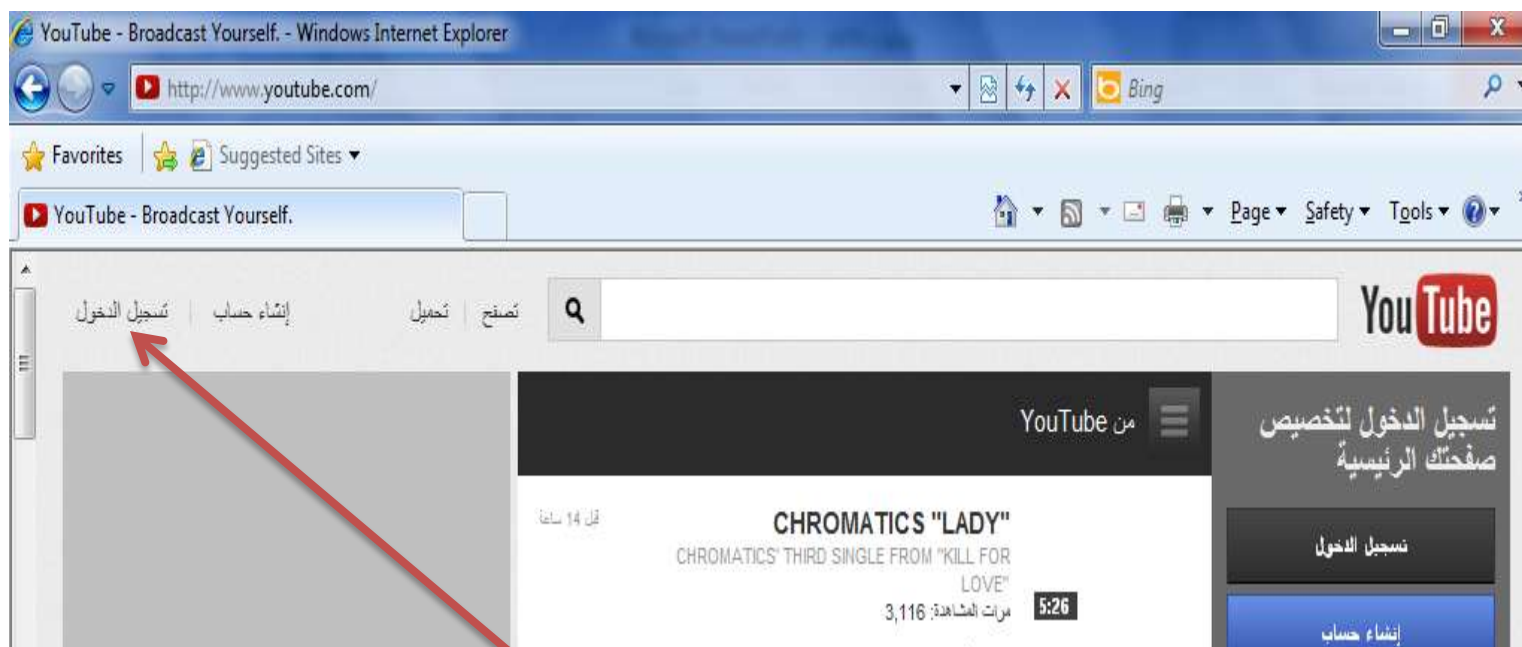 YouTube - Broadcast Yourself. - Windows Internet Explorer
http://www.youtube.com/
Bing
Favorites
Suggested Sites
YouTube - Broadcast Yourself.
Page Safety Tools
You Tube
تصفح | تحميل
إنشاء حساب | تسجيل الدخول
تسجيل الدخول لتخصيص
صفحتك الرئيسية
تسجيل الدخول
إنشاء حساب
من YouTube
CHROMATICS "LADY"
قبل 14 ساعة
CHROMATICS' THIRD SINGLE FROM "KILL FOR
LOVE"
مرات المشاهدة: 3,116
5:26